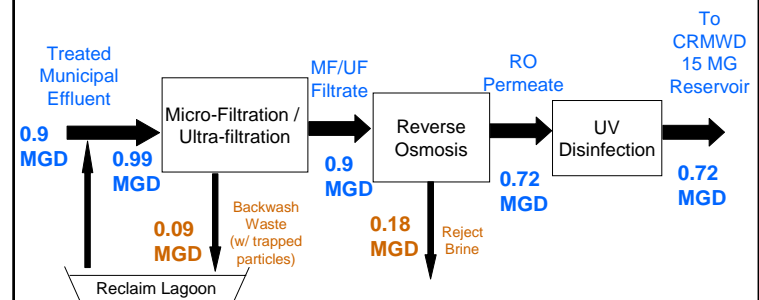 Treated
Municipal
Effluent
0.9
MGD
0.99
MGD
Micro-Filtration /
Ultra-filtration
MF/UF
Filtrate
0.9
MGD
Reverse
Osmosis
RO
Permeate
0.72
MGD
UV
Disinfection
To
CRMWD
15 MG
Reservoir
0.72
MGD
0.09
MGD
Backwash
Waste
(w/ trapped
particles)
0.18
MGD
Reject
Brine
Reclaim Lagoon